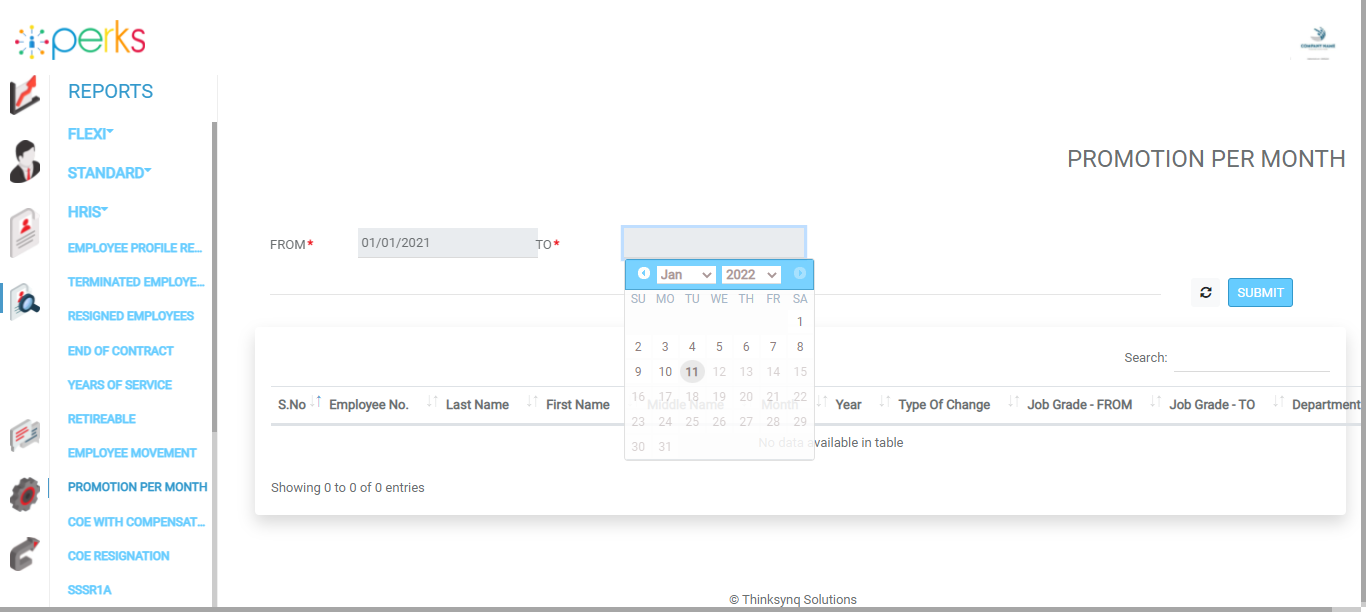 perks
COMPANY NAME
REPORTS
FLEXI
STANDARD
HRIS
EMPLOYEE PROFILE RE...
TERMINATED EMPLOYE...
RESIGNED EMPLOYEES
END OF CONTRACT
YEARS OF SERVICE
RETIREABLE
EMPLOYEE MOVEMENT
PROMOTION PER MONTH
COE WITH COMPENSAT...
COE RESIGNATION
SSSR1A
PROMOTION PER MONTH
FROM* 01/01/2021 TO*
Jan 2022
SU MO TU WE TH FR SA
1
2 3 4 5 6 7 8
9 10 11 12 13 14 15
16 17 18 19 20 21 22
23 24 25 26 27 28 29
30 31
SUBMIT
Search:
S.No Employee No. Last Name First Name Middle Name Month Year Type Of Change Job Grade - FROM Job Grade - TO Department
No data available in table
Showing 0 to 0 of 0 entries
© Thinksynq Solutions